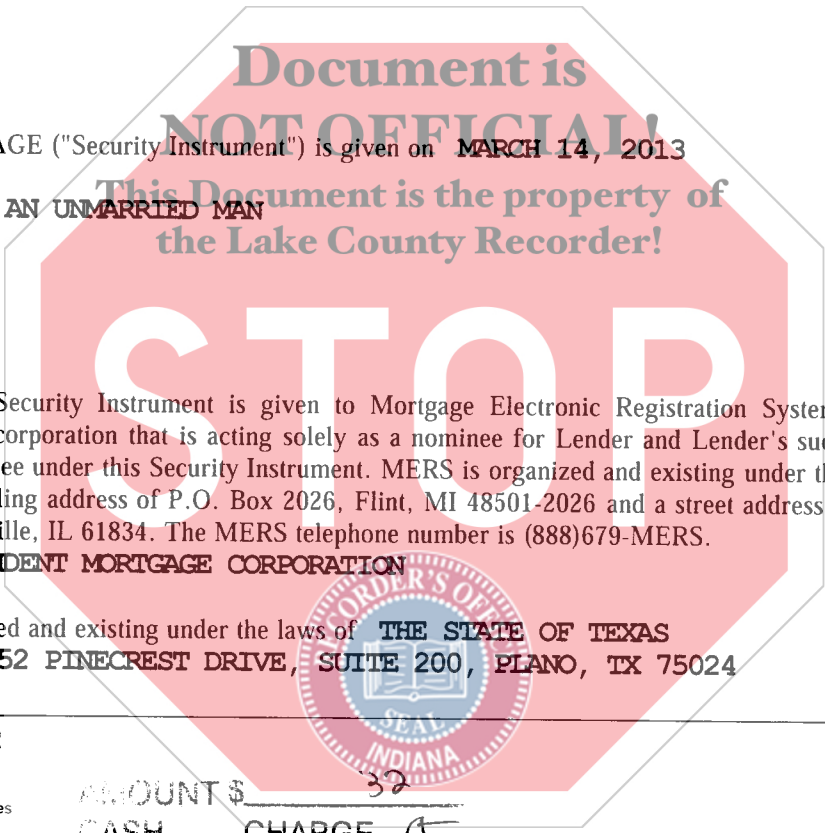 Document is
NOT OFFICIAL!
AGE ("Security Instrument") is given on MARCH 14, 2013
This Document is the property of
AN UNMARRIED MAN
the Lake County Recorder!
STOP
Security Instrument is given to Mortgage Electronic Registration System
corporation that is acting solely as a nominee for Lender and Lender's suc
ee under this Security Instrument. MERS is organized and existing under th
ling address of P.O. Box 2026, Flint, MI 48501-2026 and a street address
ille, IL 61834. The MERS telephone number is (888)679-MERS.
DENT MORTGAGE CORPORATION
ed and existing under the laws of THE STATE OF TEXAS
52 PINECREST DRIVE, SUITE 200, PLANO, TX 75024
SEAL
INDIANA
AMOUNT $ 32
es
CASH CHARGE